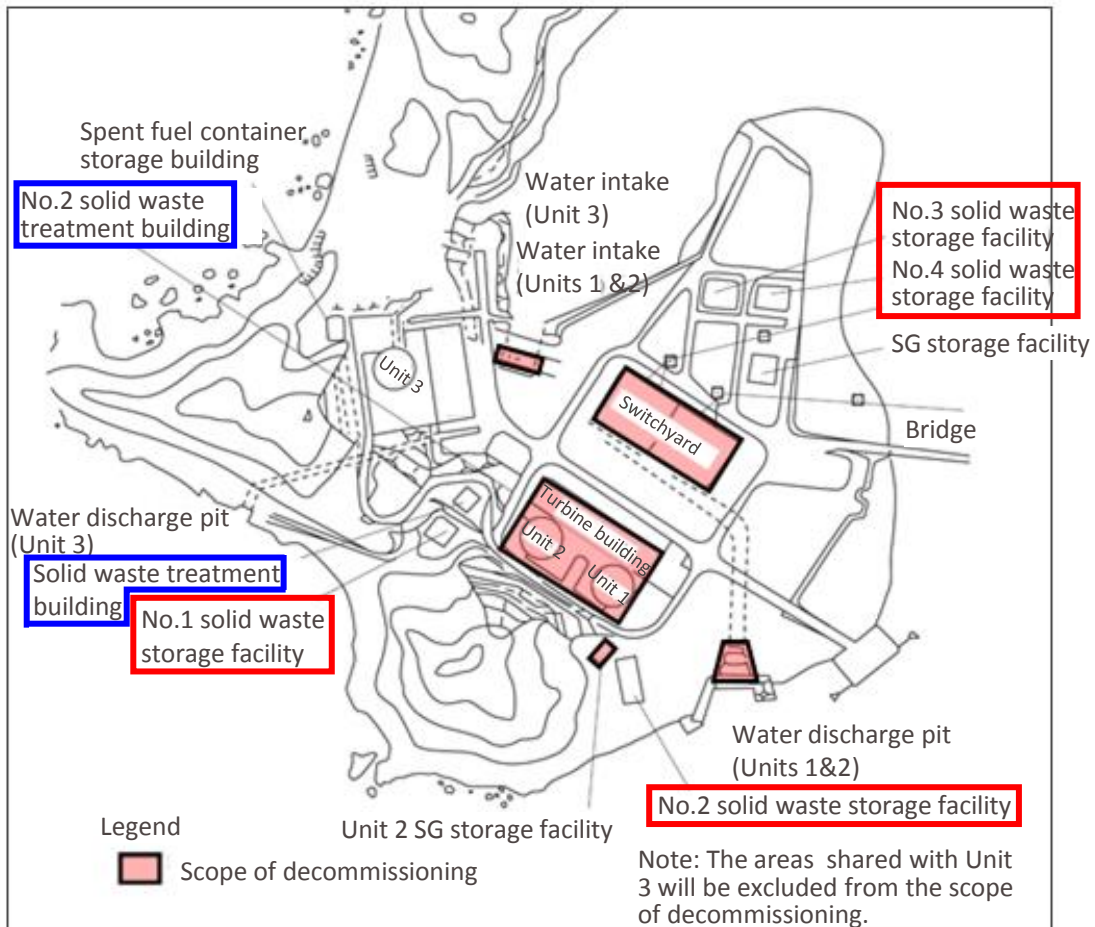 Spent fuel container
storage building
No.2 solid waste
treatment building
Water intake
(Unit 3)
Water intake
(Units 1 &2)
No.3 solid waste
storage facility
No.4 solid waste
storage facility
SG storage facility
Unit 3
Switchyard
Bridge
Turbine building
Unit 2
Unit 1
Water discharge pit
(Unit 3)
Solid waste treatment
building
No.1 solid waste
storage facility
Water discharge pit
(Units 1&2)
No.2 solid waste storage facility
Unit 2 SG storage facility
Legend
Scope of decommissioning
Note: The areas shared with Unit
3 will be excluded from the scope
of decommissioning.